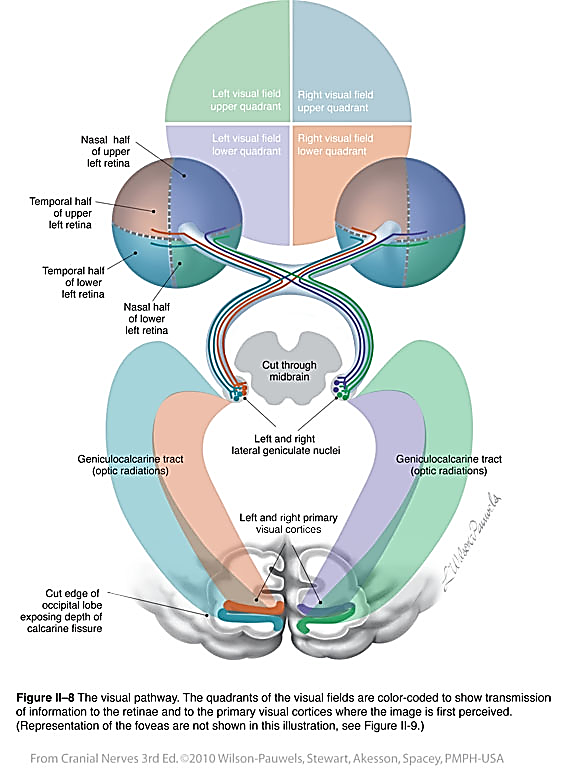 Left visual field
upper quadrant
Right visual field
upper quadrant
Left visual field
lower quadrant
Right visual field
lower quadrant
Nasal half
of upper
left retina
Temporal half
of upper
left retina
Temporal half
of lower
left retina
Nasal half
of lower
left retina
Cut through
midbrain
Left and right
lateral geniculate nuclei
Geniculocalcarine tract
(optic radiations)
Geniculocalcarine tract
(optic radiations)
Left and right primary
visual cortices
Cut edge of
occipital lobe
exposing depth of
calcarine fissure
L. Wilson-Pauwels
Figure II–8 The visual pathway. The quadrants of the visual fields are color-coded to show transmission
of information to the retinae and to the primary visual cortices where the image is first perceived.
(Representation of the foveas are not shown in this illustration, see Figure II-9.)
From Cranial Nerves 3rd Ed. ©2010 Wilson-Pauwels, Stewart, Akesson, Spacey, PMPH-USA